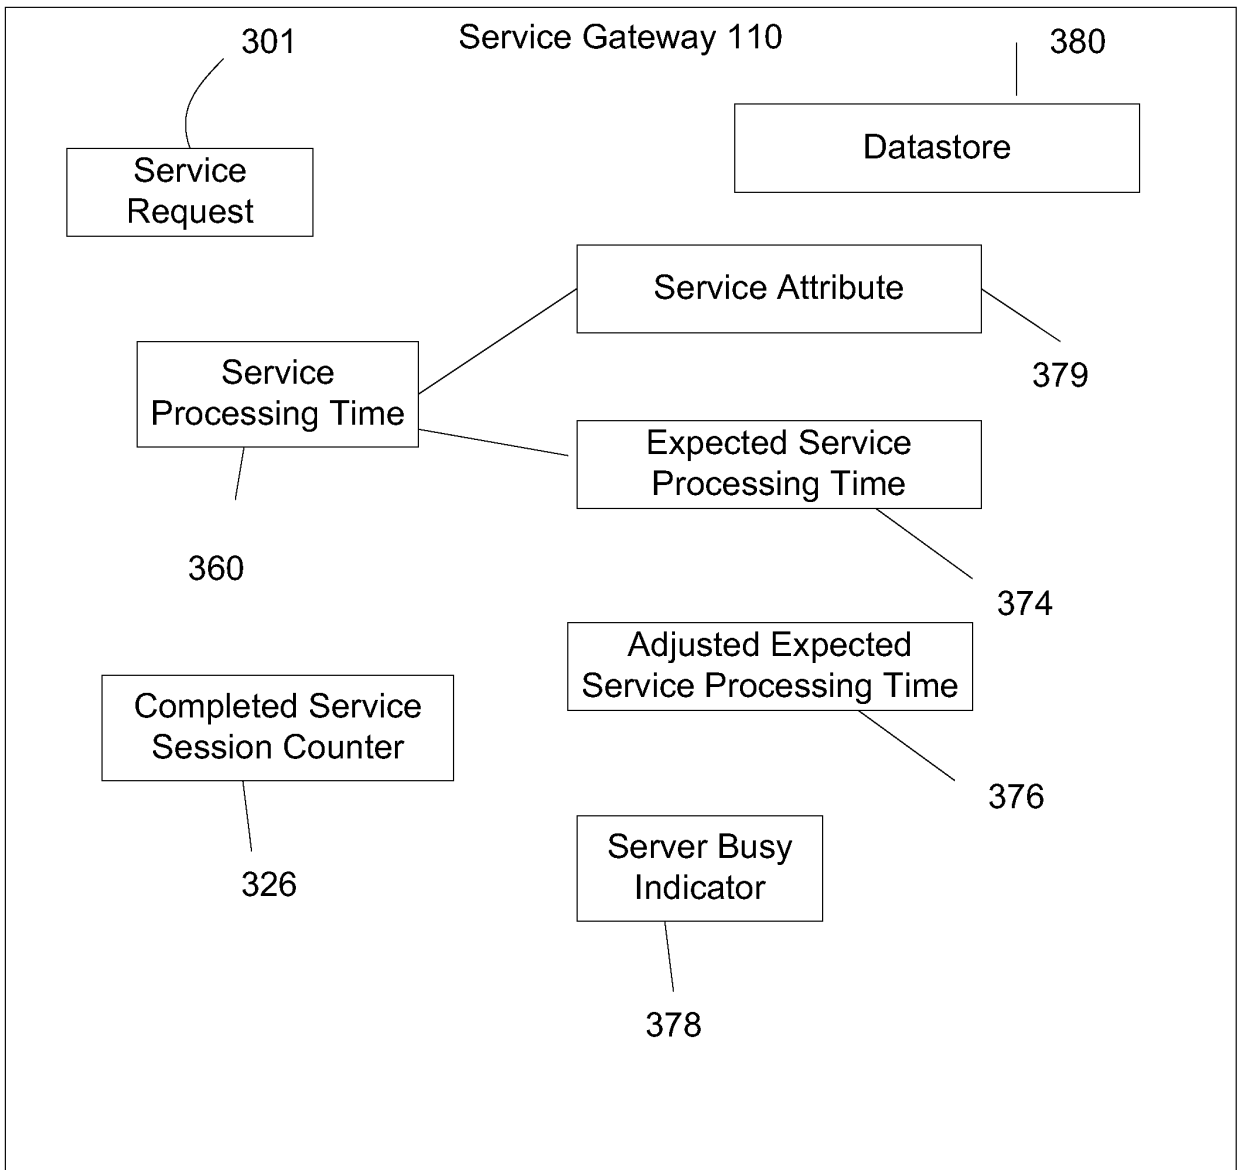 301
Service Gateway 110
380
Datastore
Service
Request
Service Attribute
379
Service
Processing Time
360
Expected Service
Processing Time
374
Adjusted Expected
Service Processing Time
376
Completed Service
Session Counter
326
Server Busy
Indicator
378